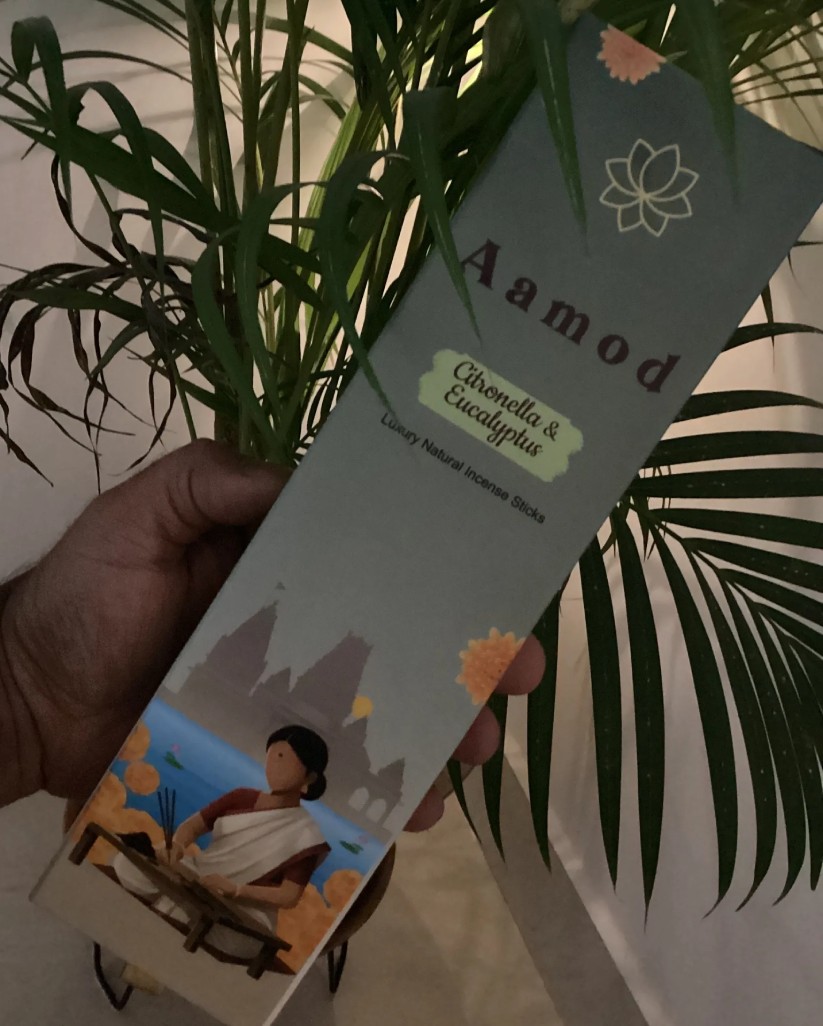 Aamod
Citronella &
Eucalyptus
Luxury Natural Incense Sticks